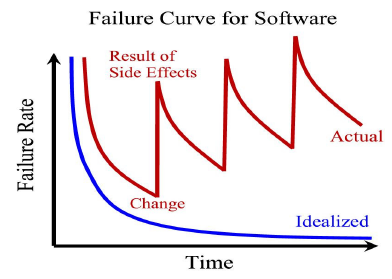 Failure Curve for Software
Result of
Side Effects
Failure Rate
Actual
Change
Idealized
Time